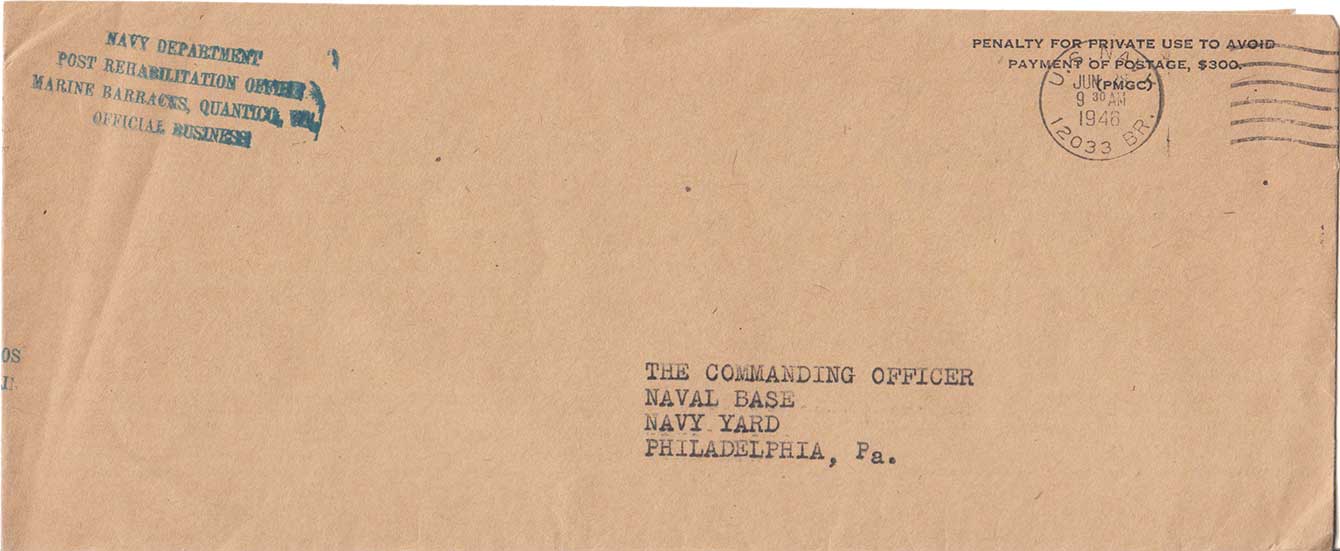 NAVY DEPARTMENT
POST REHABILITATION OFFICE
MARINE BARRACKS, QUANTICO, VA.
OFFICIAL BUSINESS
PENALTY FOR PRIVATE USE TO AVOID
PAYMENT OF POSTAGE, $300.
(PMGC)
U.S. NAVY
JUN
9 30 AM
1946
12033 BR.
OS
THE COMMANDING OFFICER
NAVAL BASE
NAVY YARD
PHILADELPHIA, Pa.